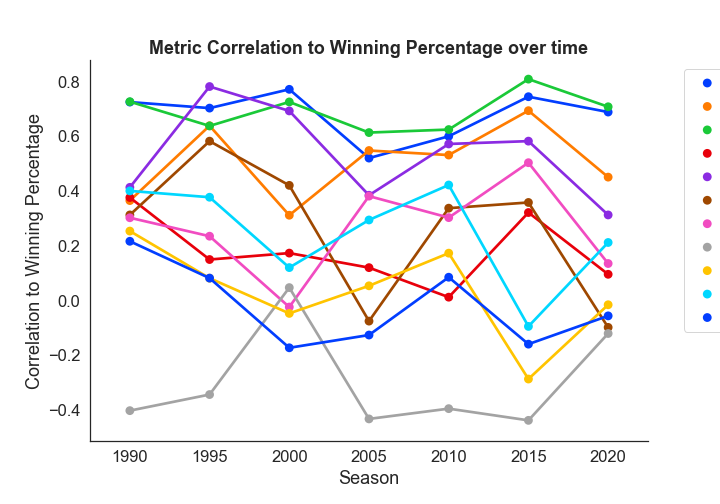 Metric Correlation to Winning Percentage over time
Correlation to Winning Percentage
0.8
0.6
0.4
0.2
0.0
−0.2
−0.4
1990 1995 2000 2005 2010 2015 2020
Season